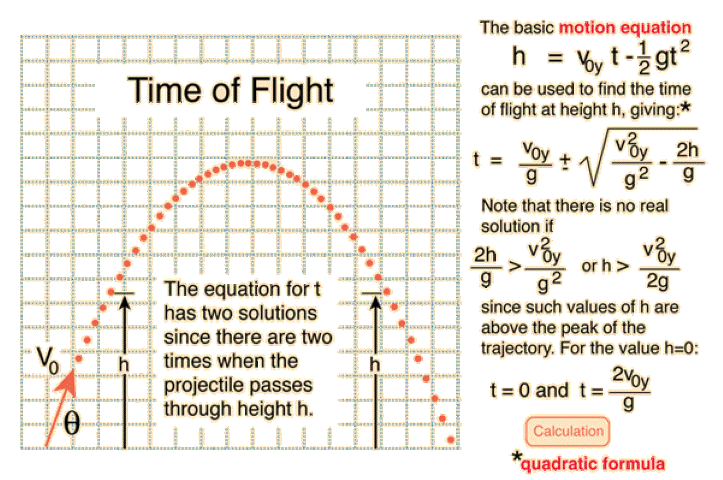 Time of Flight
The equation for t
has two solutions
since there are two
times when the
projectile passes
through height h.
h
h
V₀
θ
The basic motion equation
h = v₀y t - ½ gt²
can be used to find the time
of flight at height h, giving:*
t = v₀y/g ± √(v²₀y/g² - 2h/g)
Note that there is no real
solution if
2h/g > v²₀y/g² or h > v²₀y/2g
since such values of h are
above the peak of the
trajectory. For the value h=0:
t = 0 and t = 2v₀y/g
Calculation
*quadratic formula